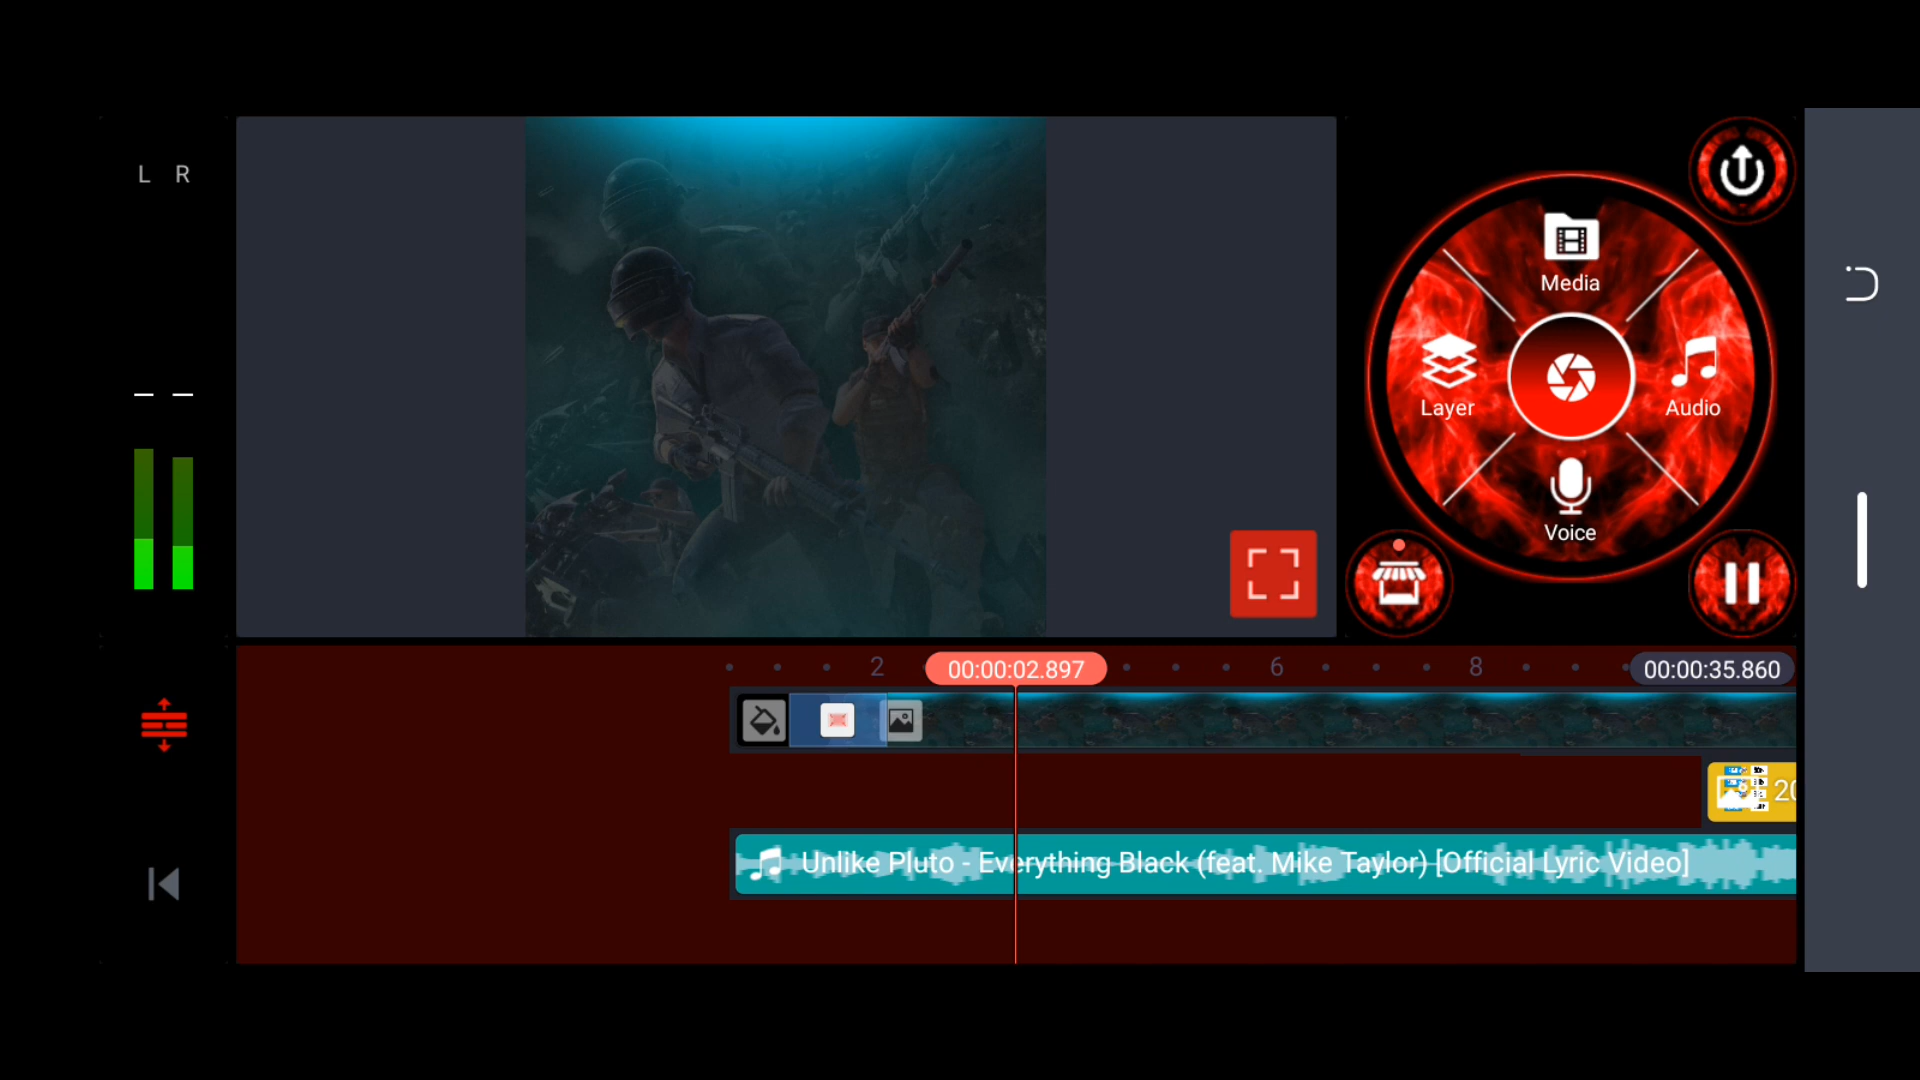 L R
Media
Layer
Audio
Voice
2
00:00:02.897
6
8
00:00:35.860
20
Unlike Pluto - Everything Black (feat. Mike Taylor) [Official Lyric Video]